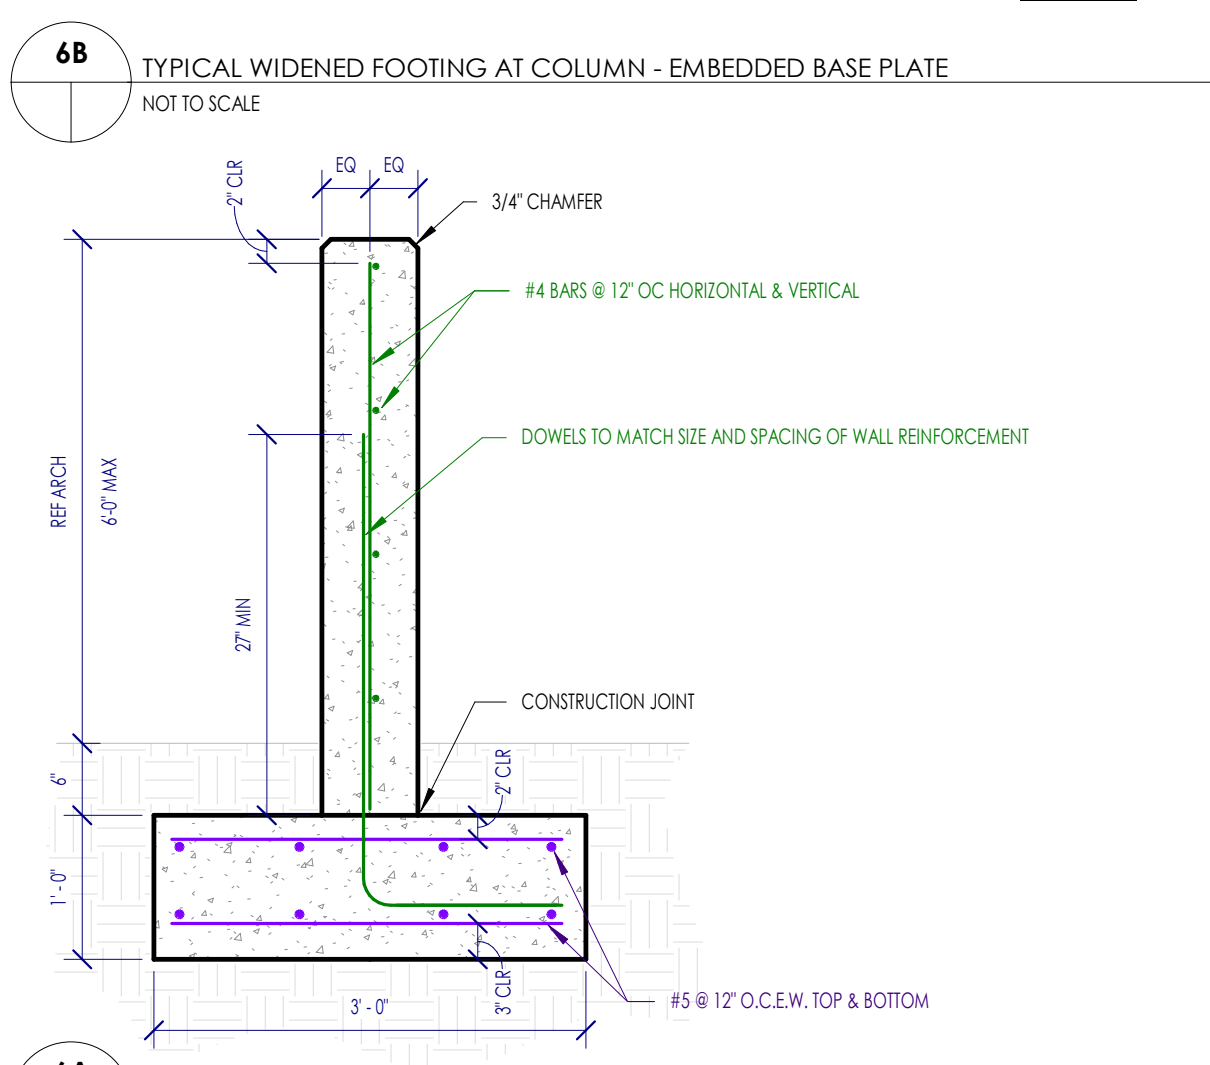 6B
TYPICAL WIDENED FOOTING AT COLUMN - EMBEDDED BASE PLATE
NOT TO SCALE
EQ EQ
2" CLR
3/4" CHAMFER
#4 BARS @ 12" OC HORIZONTAL & VERTICAL
DOWELS TO MATCH SIZE AND SPACING OF WALL REINFORCEMENT
REF ARCH
6'-0" MAX
27" MIN
CONSTRUCTION JOINT
6"
2" CLR
1' - 0"
3" CLR
#5 @ 12" O.C.E.W. TOP & BOTTOM
3' - 0"